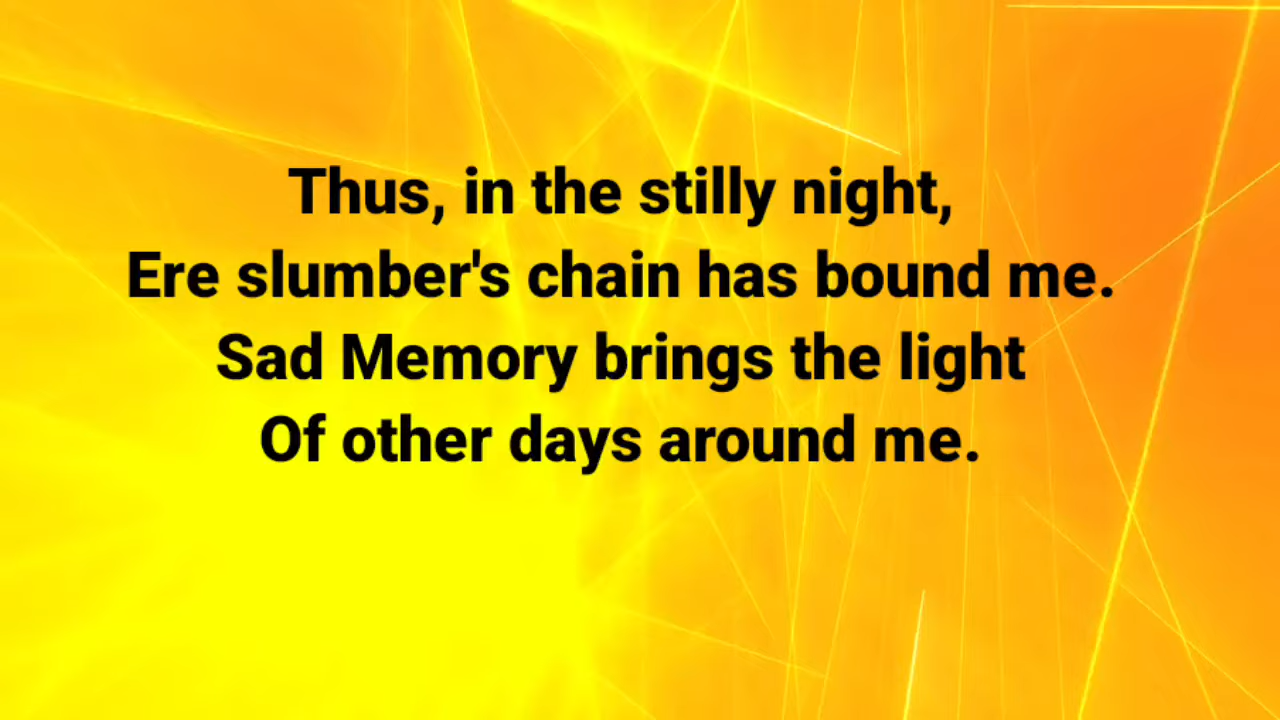 Thus, in the stilly night,
Ere slumber's chain has bound me.
Sad Memory brings the light
Of other days around me.